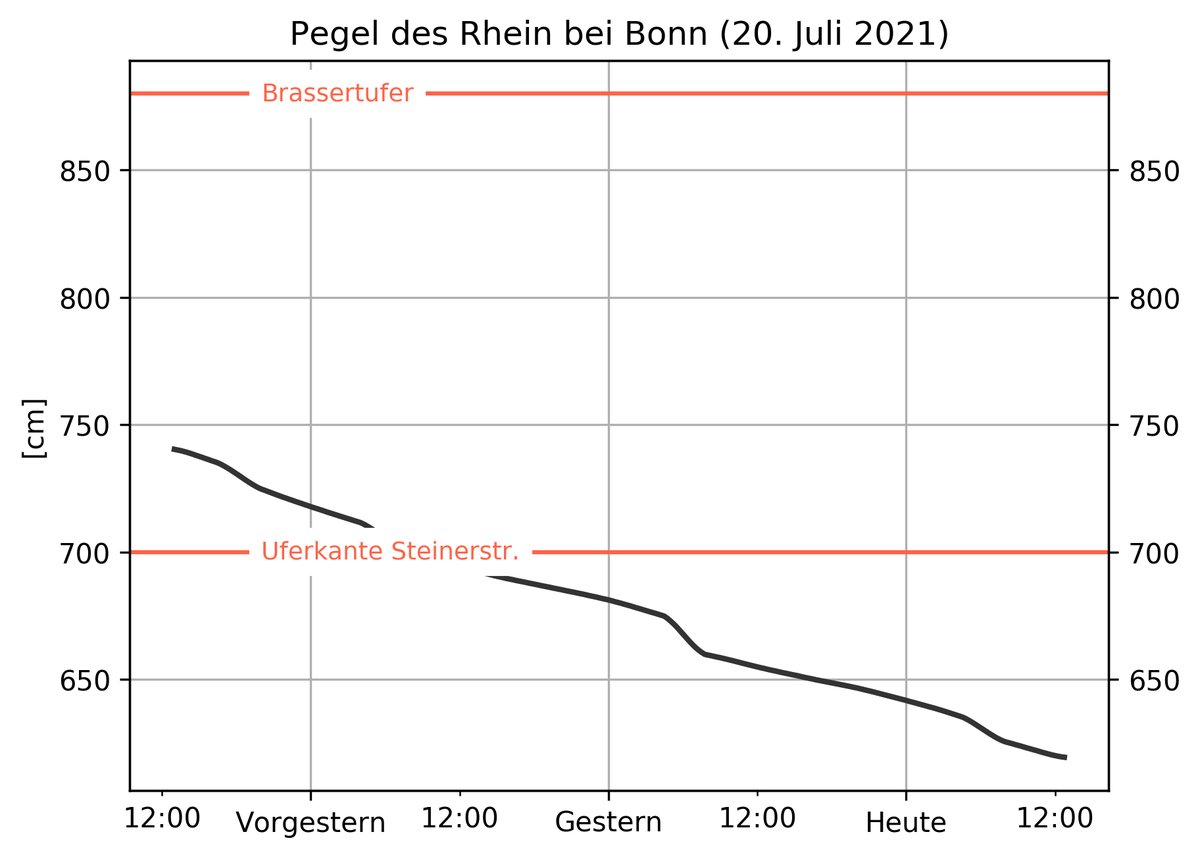 Pegel des Rhein bei Bonn (20. Juli 2021)
Brassertufer
850 850
800 800
750 750
[cm]
Uferkante Steinerstr.
700 700
650 650
12:00 Vorgestern 12:00 Gestern 12:00 Heute 12:00